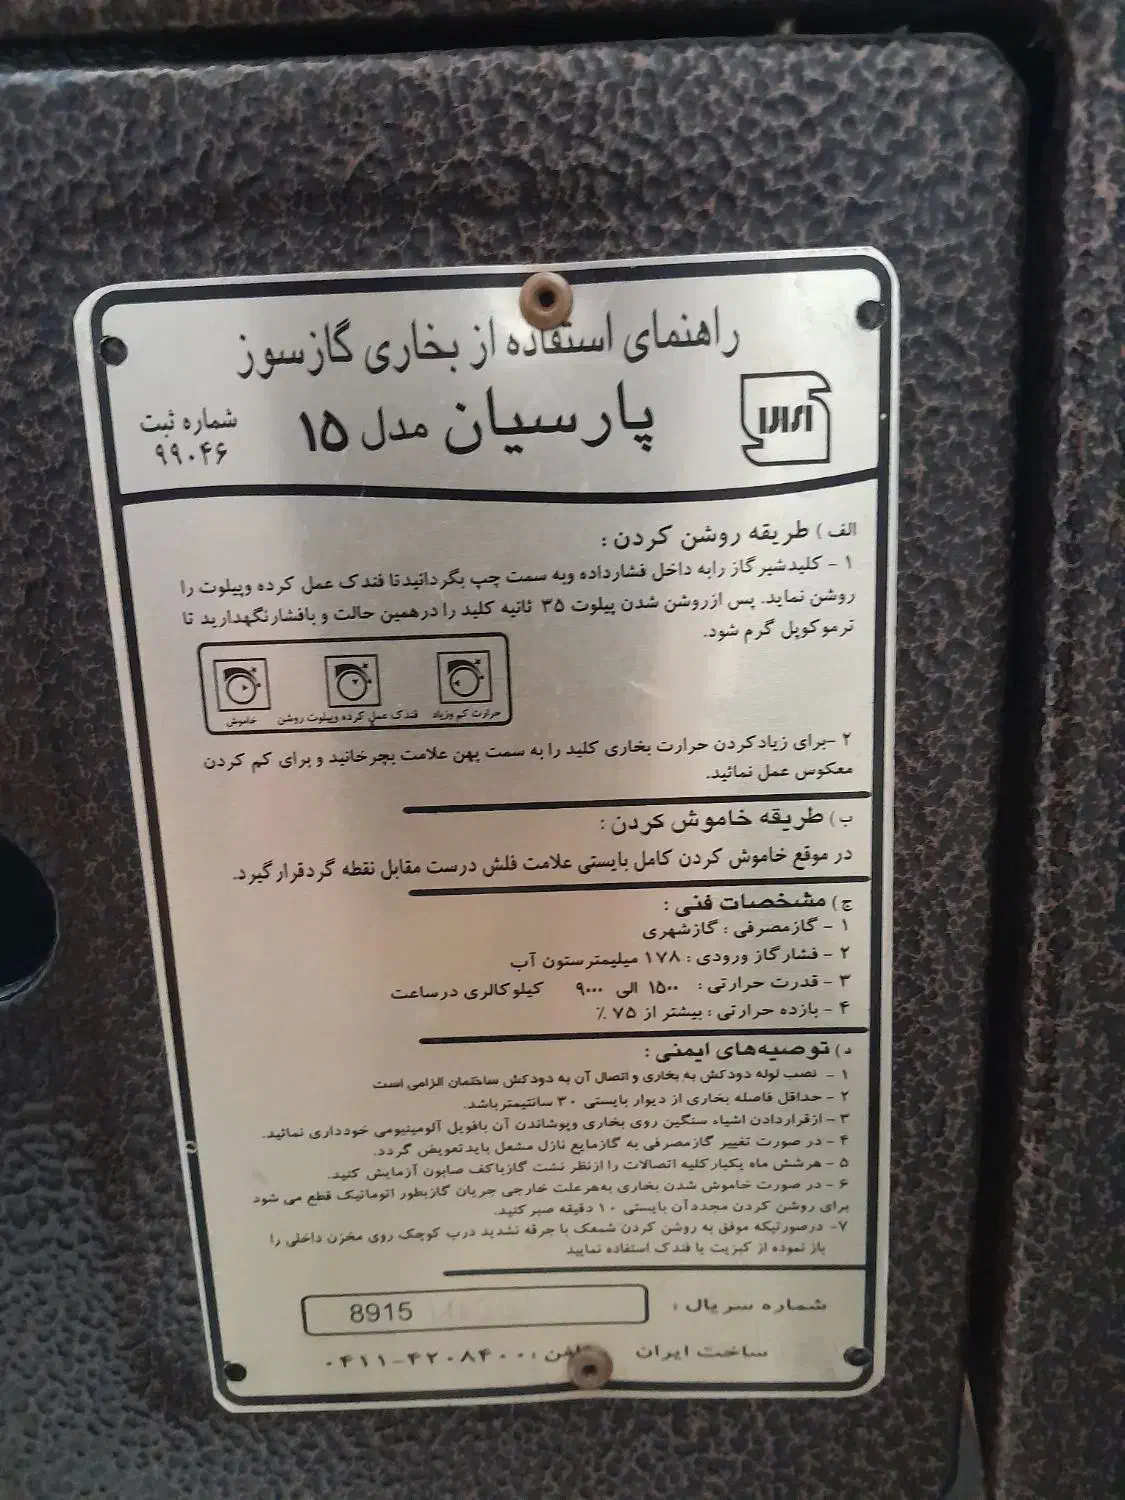 راهنمای استفاده از بخاری گازسوز
پارسیان مدل ۱۵
شماره ثبت
۹۹۰۴۶
الف ) طریقه روشن کردن :
۱ - کلیدشیر گاز رابه داخل فشارداده وبه سمت چپ بگردانیدتا فندک عمل کرده وپیلوت را
روشن نماید. پس ازروشن شدن پیلوت ۳۵ ثانیه کلید را درهمین حالت و بافشارنگهدارید تا
ترموکوپل گرم شود.
حرارت کم وزیاد
فندک عمل کرده وپیلوت روشن
خاموش
۲ -برای زیادکردن حرارت بخاری کلید را به سمت پهن علامت بچرخانید و برای کم کردن
معکوس عمل نمائید.
ب ) طریقه خاموش کردن :
در موقع خاموش کردن کامل بایستی علامت فلش درست مقابل نقطه گردقرارگیرد.
ج ) مشخصات فنی :
۱ - گازمصرفی : گازشهری
۲ - فشارگاز ورودی : ۱۷۸ میلیمترستون آب
۳ - قدرت حرارتی : ۱۵۰۰ الی ۹۰۰۰ کیلوکالری درساعت
۴ - بازده حرارتی : بیشتر از ۷۵ ٪
د ) توصیه‌های ایمنی :
۱ - نصب لوله دودکش به بخاری و اتصال آن به دودکش ساختمان الزامی است
۲ - حداقل فاصله بخاری از دیوار بایستی ۳۰ سانتیمترباشد.
۳ - ازقراردادن اشیاء سنگین روی بخاری وپوشاندن آن بافویل آلومینیومی خودداری نمائید.
۴ - در صورت تغییر گازمصرفی به گازمایع نازل مشعل بایدتعویض گردد.
۵ - هرشش ماه یکبارکلیه اتصالات را ازنظر نشت گازباکف صابون آزمایش کنید.
۶ - در صورت خاموش شدن بخاری به‌هرعلت خارجی جریان گازبطور اتوماتیک قطع می شود
برای روشن کردن مجددآن بایستی ۱۰ دقیقه صبر کنید.
۷- درصورتیکه موفق به روشن کردن شمعک با جرقه نشدید درب کوچک روی مخزن داخلی را
باز نموده از کبریت یا فندک استفاده نمایید
شماره سریال : 8915
ساخت ایران تلفن : ۰۴۱۱-۴۲۰۸۴۰۰